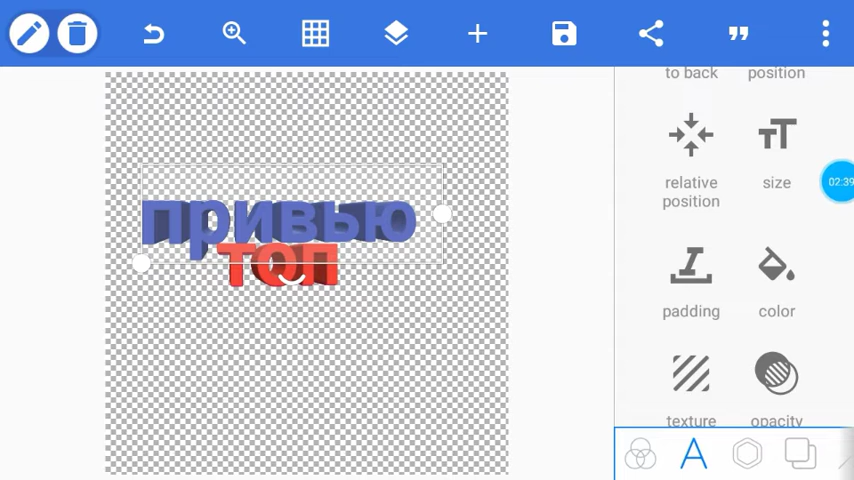 to back
position
02:39
relative
position
size
привью
топ
padding
color
texture
opacity